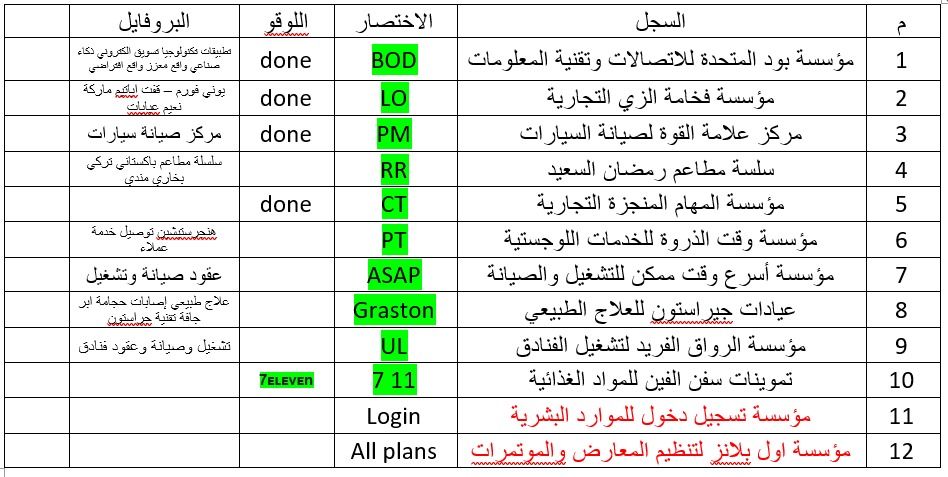 م السجل الاختصار اللوقو البروفايل
1 مؤسسة بود المتحدة للاتصالات وتقنية المعلومات BOD done تطبيقات تكنولوجيا تسويق الكتروني ذكاء
صناعي واقع معزز واقع افتراضي
2 مؤسسة فخامة الزي التجارية LO done يوني فورم – قفت اياتيم ماركة
نعيم عبايات
3 مركز علامة القوة لصيانة السيارات PM done مركز صيانة سيارات
4 سلسة مطاعم رمضان السعيد RR سلسلة مطاعم باكستاني تركي
بخاري مندي
5 مؤسسة المهام المنجزة التجارية CT done
6 مؤسسة وقت الذروة للخدمات اللوجستية PT هنجرستيشين توصيل خدمة
عملاء
7 مؤسسة أسرع وقت ممكن للتشغيل والصيانة ASAP عقود صيانة وتشغيل
8 عيادات جيراستون للعلاج الطبيعي Graston علاج طبيعي إصابات حجامة ابر
جافة تقنية جراستون
9 مؤسسة الرواق الفريد لتشغيل الفنادق UL تشغيل وصيانة وعقود فنادق
10 تموينات سفن الفين للمواد الغذائية 7 11 7ELEVEn
11 مؤسسة تسجيل دخول للموارد البشرية Login
12 مؤسسة اول بلانز لتنظيم المعارض والموتمرات All plans